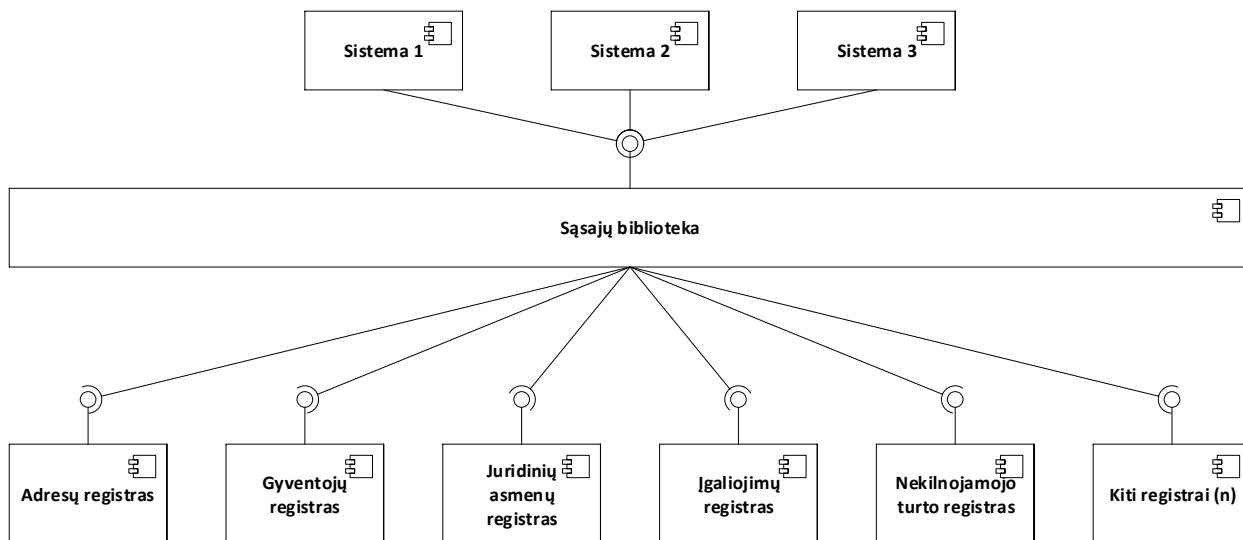 Sistema 1
Sistema 2
Sistema 3
Sąsajų biblioteka
Adresų registras
Gyventojų
registras
Juridinių
asmenų
registras
Įgaliojimų
registras
Nekilnojamojo
turto registras
Kiti registrai (n)